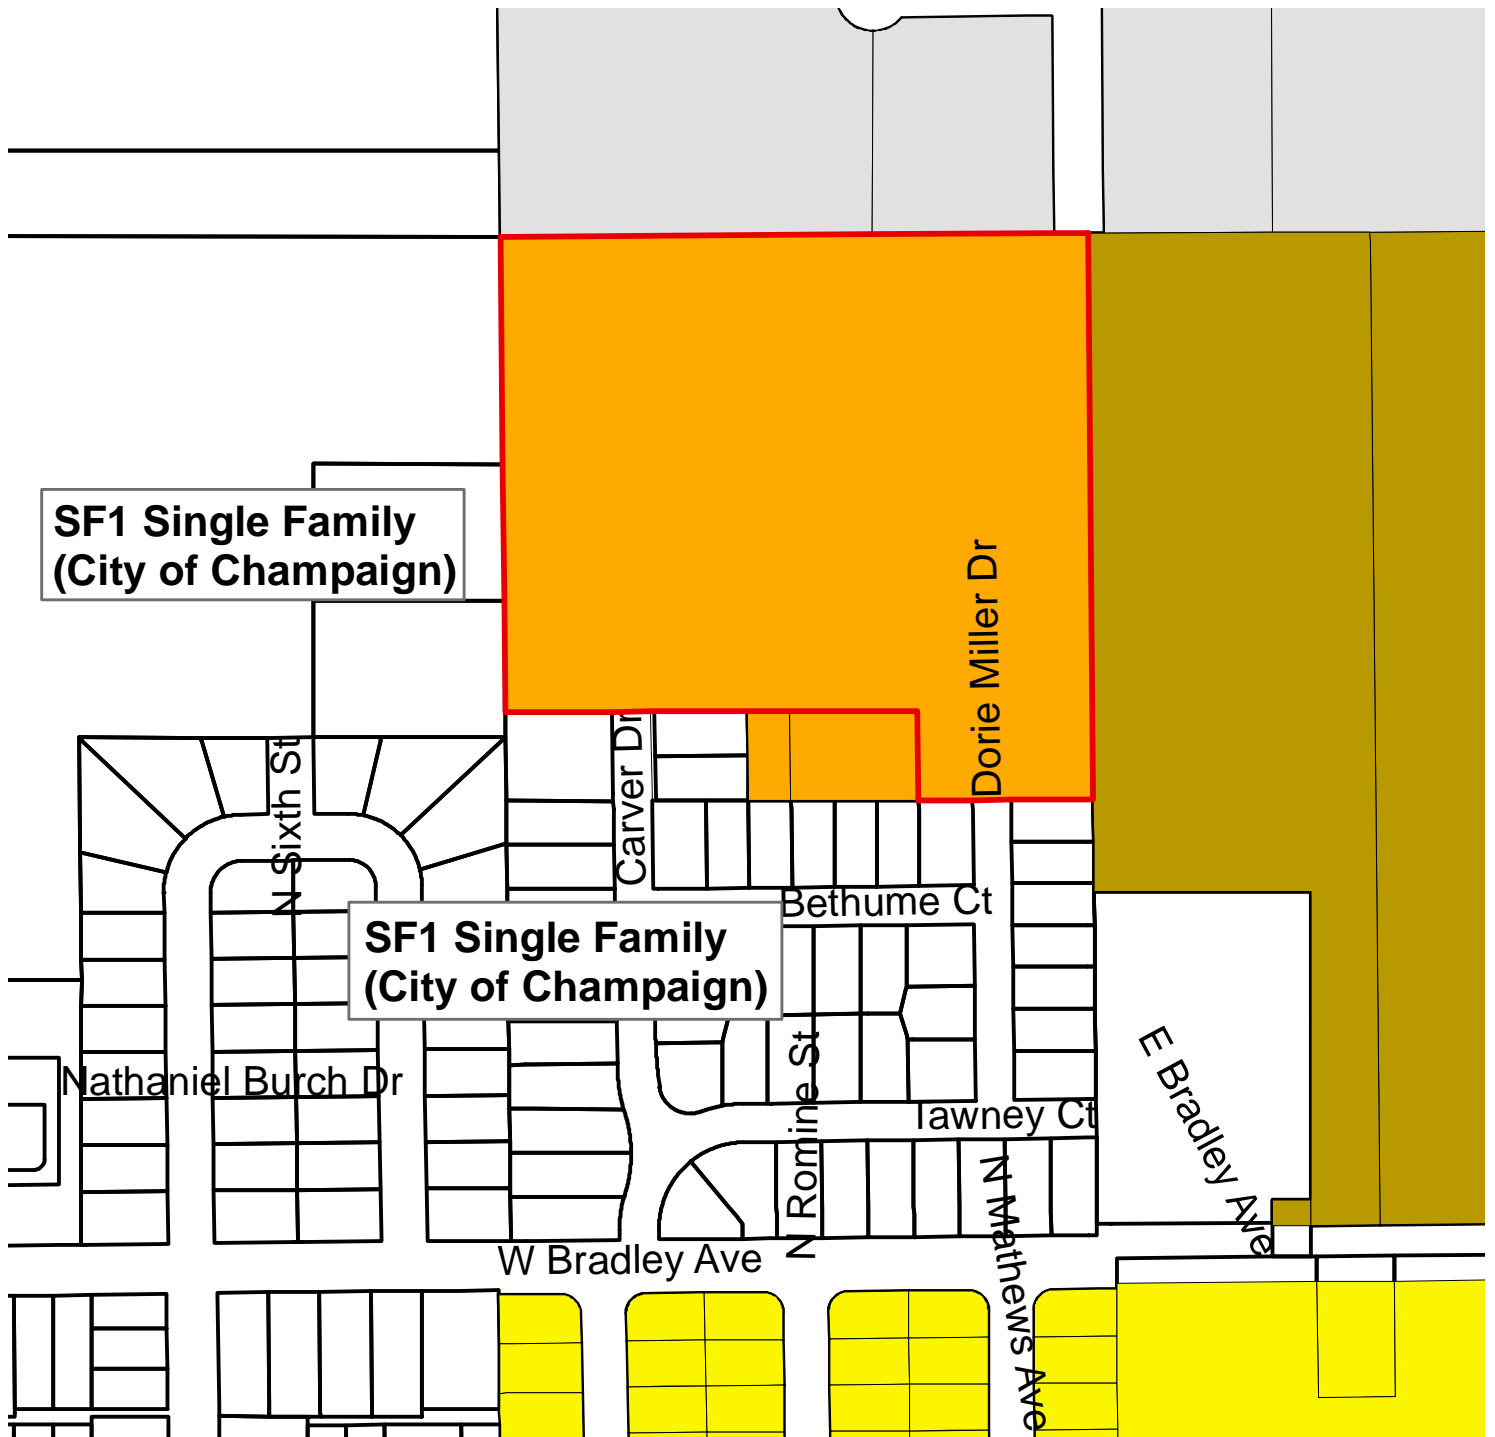 SF1 Single Family
(City of Champaign)
Dorie Miller Dr
Carver Dr
N Sixth St
Bethume Ct
SF1 Single Family
(City of Champaign)
Nathaniel Burch Dr
N Romine St
Tawney Ct
E Bradley Ave
N Mathews Ave
W Bradley Ave